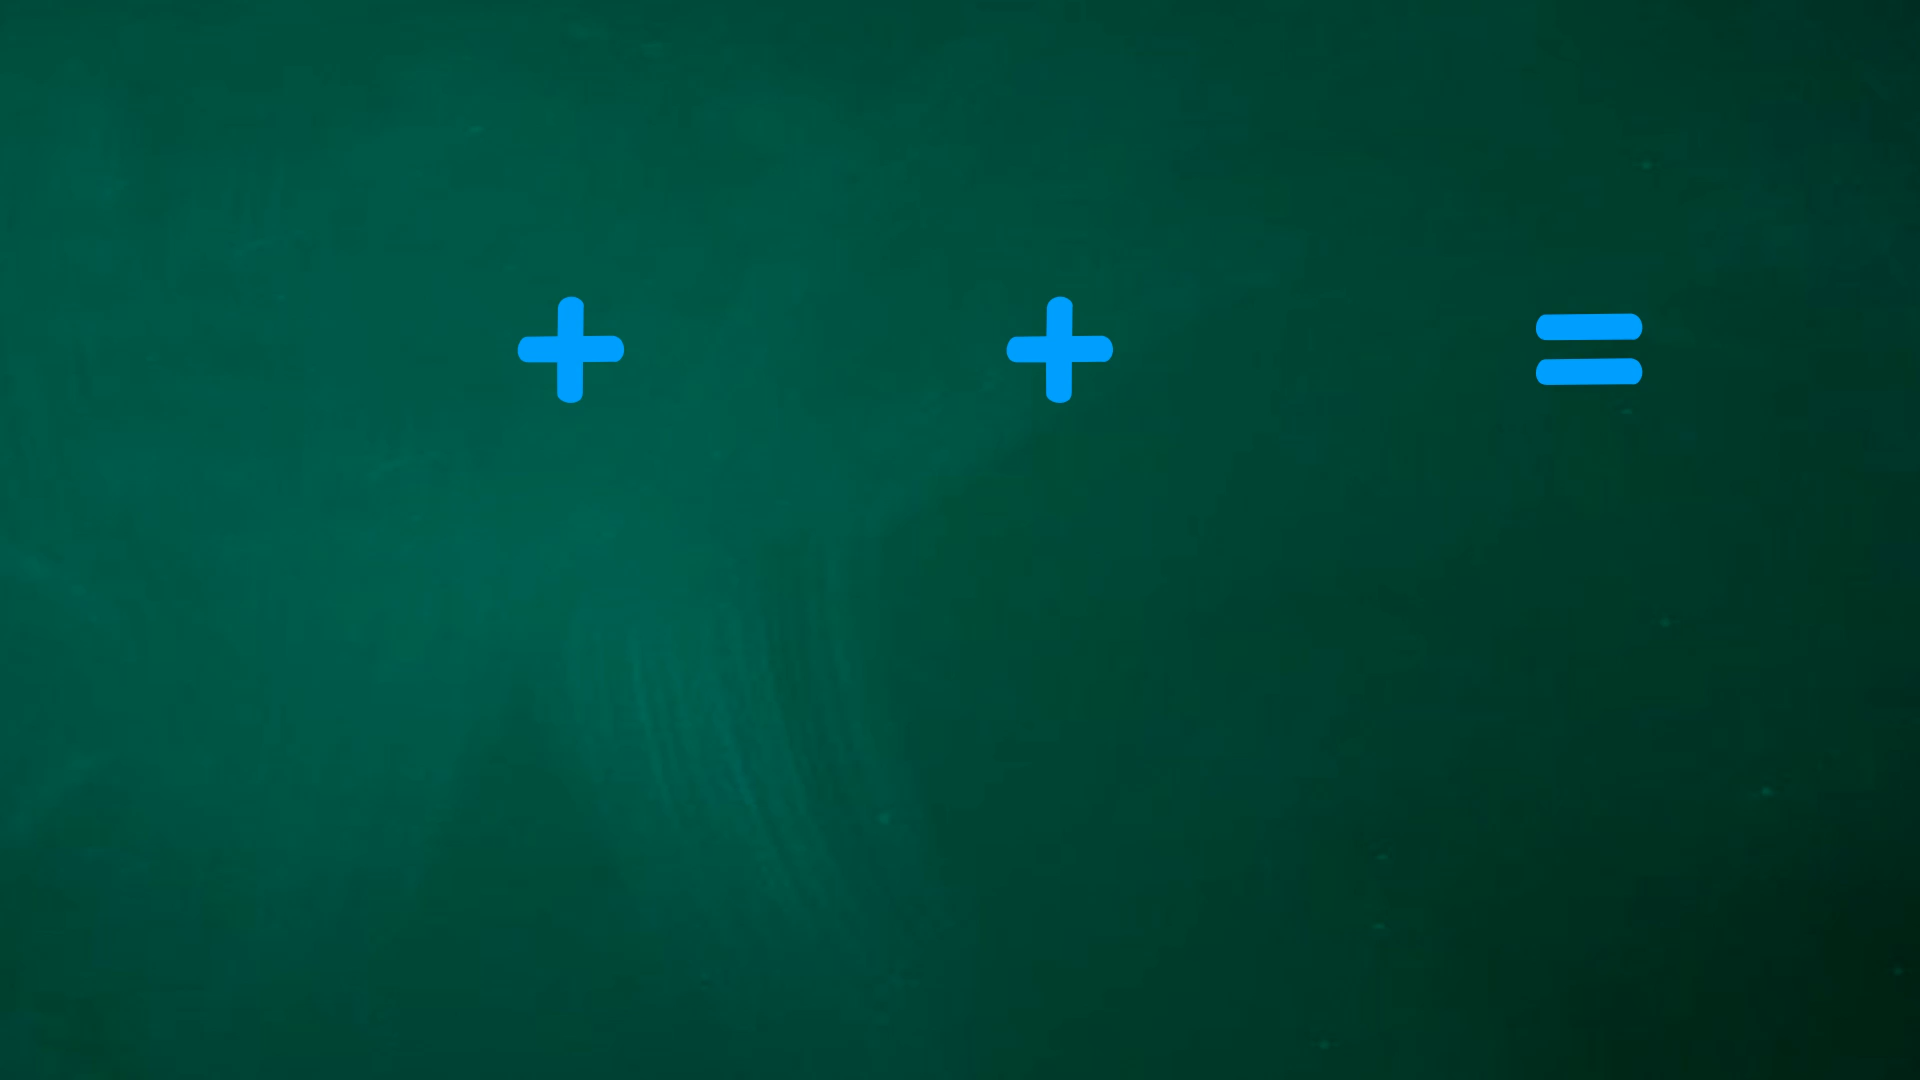 + + =